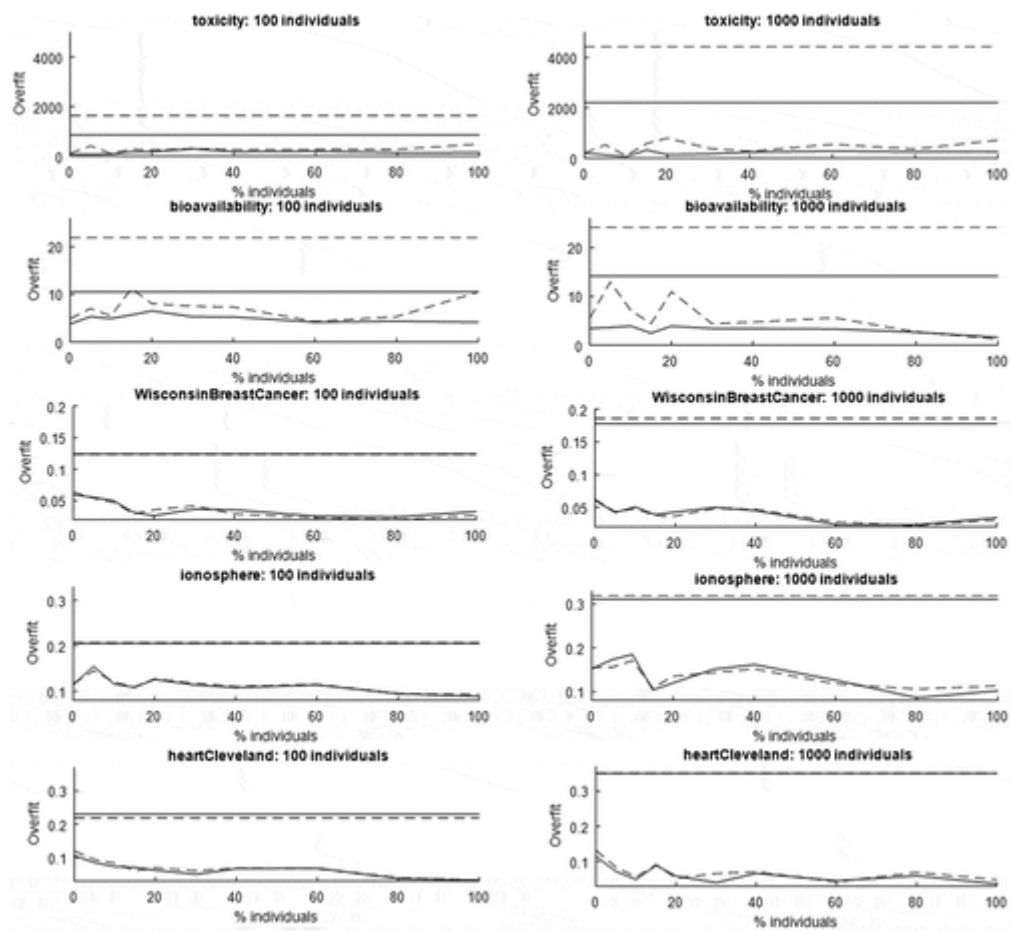 toxicity: 100 individuals
4000
2000
0
Overfit
0 20 40 60 80 100
% individuals
toxicity: 1000 individuals
4000
2000
0
Overfit
0 20 40 60 80 100
% individuals
bioavailability: 100 individuals
20
10
0
Overfit
0 20 40 60 80 100
% individuals
bioavailability: 1000 individuals
20
10
0
Overfit
0 20 40 60 80 100
% individuals
WisconsinBreastCancer: 100 individuals
0.2
0.15
0.1
0.05
Overfit
0 20 40 60 80 100
% individuals
WisconsinBreastCancer: 1000 individuals
0.2
0.15
0.1
0.05
Overfit
0 20 40 60 80 100
% individuals
ionosphere: 100 individuals
0.3
0.2
0.1
Overfit
0 20 40 60 80 100
% individuals
ionosphere: 1000 individuals
0.3
0.2
0.1
Overfit
0 20 40 60 80 100
% individuals
heartCleveland: 100 individuals
0.3
0.2
0.1
Overfit
0 20 40 60 80 100
% individuals
heartCleveland: 1000 individuals
0.3
0.2
0.1
Overfit
0 20 40 60 80 100
% individuals